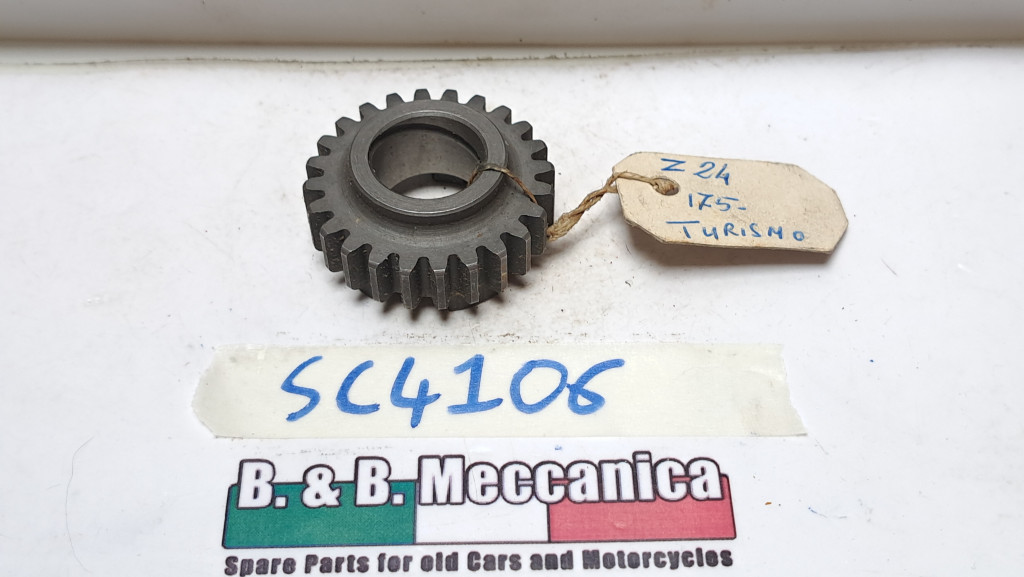 Z 24
175-
TURISMO
SC4106
B. & B. Meccanica
Spare Parts for old Cars and Motorcycles